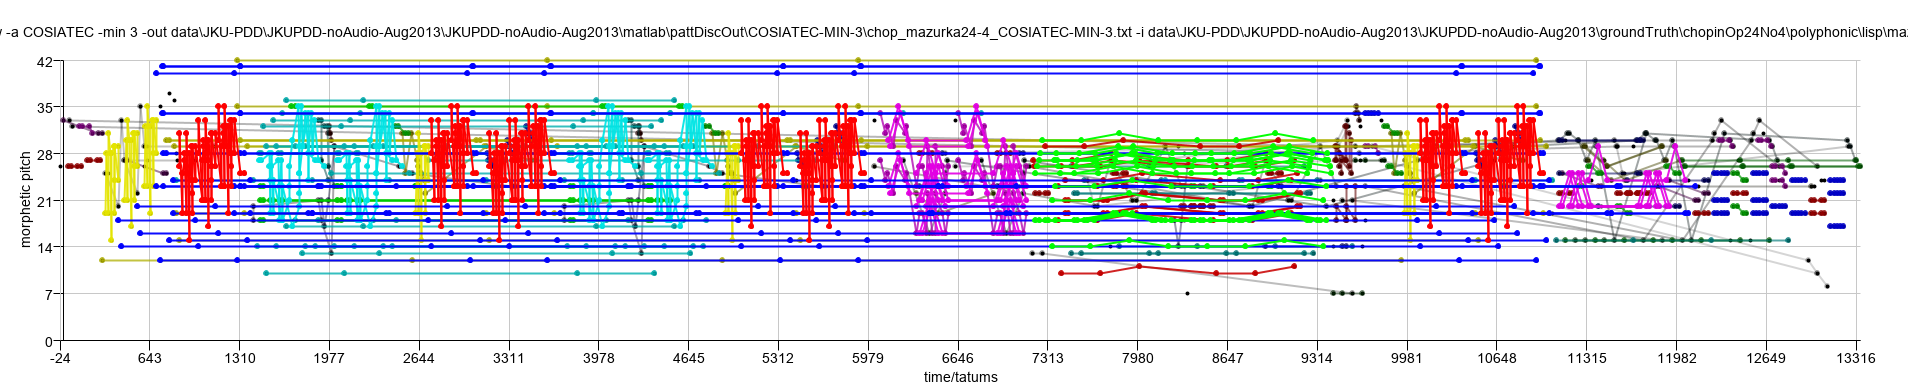 -a COSIATEC -min 3 -out data\JKU-PDD\JKUPDD-noAudio-Aug2013\JKUPDD-noAudio-Aug2013\matlab\pattDiscOut\COSIATEC-MIN-3\chop_mazurka24-4_COSIATEC-MIN-3.txt -i data\JKU-PDD\JKUPDD-noAudio-Aug2013\JKUPDD-noAudio-Aug2013\groundTruth\chopinOp24No4\polyphonic\lisp\maz
42
35
28
21
14
7
0
morphetic pitch
-24 643 1310 1977 2644 3311 3978 4645 5312 5979 6646 7313 7980 8647 9314 9981 10648 11315 11982 12649 13316
time/tatums